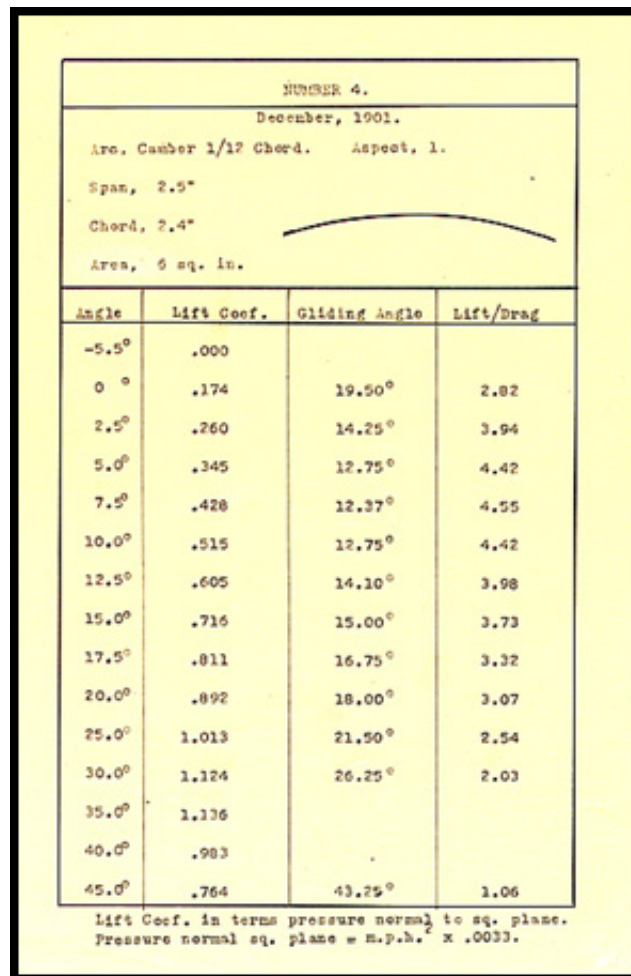 NUMBER 4.
December, 1901.
Arc, Camber 1/12 Chord. Aspect, 1.
Span, 2.5"
Chord, 2.4"
Area, 6 sq. in.
Angle Lift Coef. Gliding Angle Lift/Drag
-5.5° .000
0 ° .174 19.50° 2.82
2.5° .260 14.25° 3.94
5.0° .345 12.75° 4.42
7.5° .428 12.37° 4.55
10.0° .515 12.75° 4.42
12.5° .605 14.10° 3.98
15.0° .716 15.00° 3.73
17.5° .811 16.75° 3.32
20.0° .892 18.00° 3.07
25.0° 1.013 21.50° 2.54
30.0° 1.124 26.25° 2.03
35.0° 1.136
40.0° .983
45.0° .764 43.25° 1.06
Lift Coef. in terms pressure normal to sq. plane.
Pressure normal sq. plane = m.p.h.² x .0033.